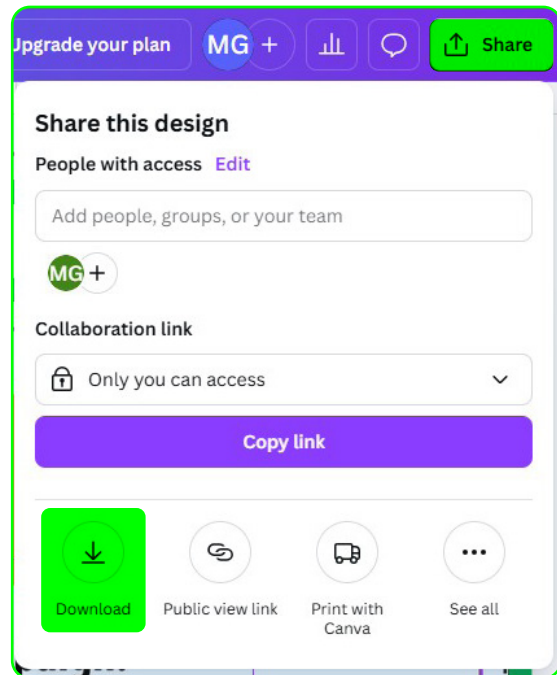 Upgrade your plan
MG
Share
Share this design
People with access Edit
Add people, groups, or your team
MG
Collaboration link
Only you can access
Copy link
Download
Public view link
Print with
Canva
See all